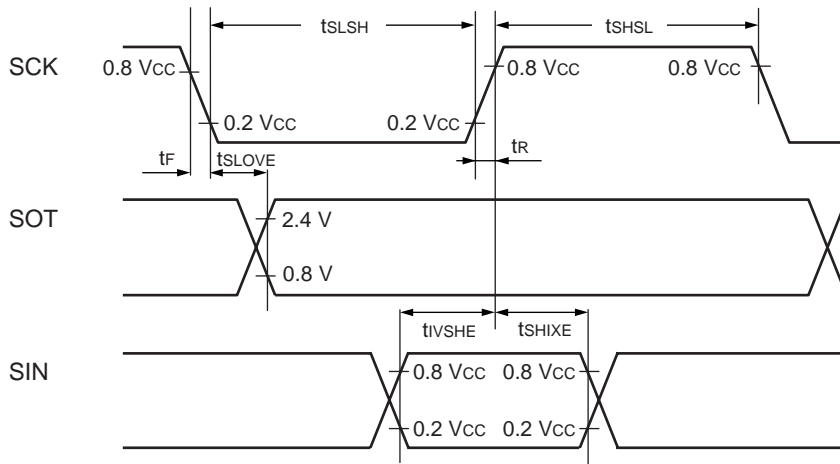 tSLSH tSHSL
SCK 0.8 VCC 0.8 VCC 0.8 VCC
0.2 VCC 0.2 VCC
tF tSLOVE tR
SOT 2.4 V
0.8 V
tIVSHE tSHIXE
SIN 0.8 VCC 0.8 VCC
0.2 VCC 0.2 VCC